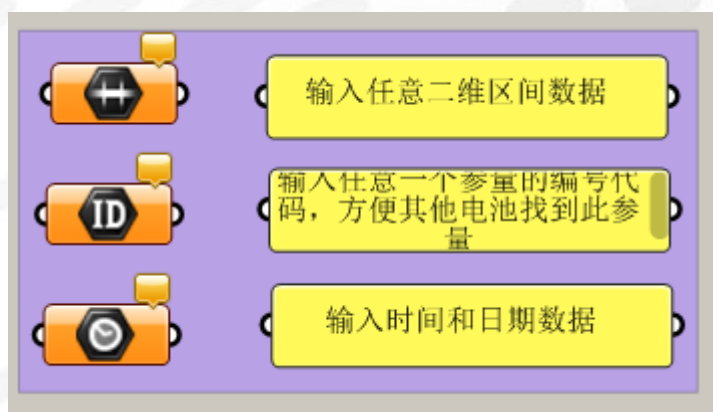 输入任意二维区间数据
ID
输入任意一个参量的编号代
码，方便其他电池找到此参
量
输入时间和日期数据